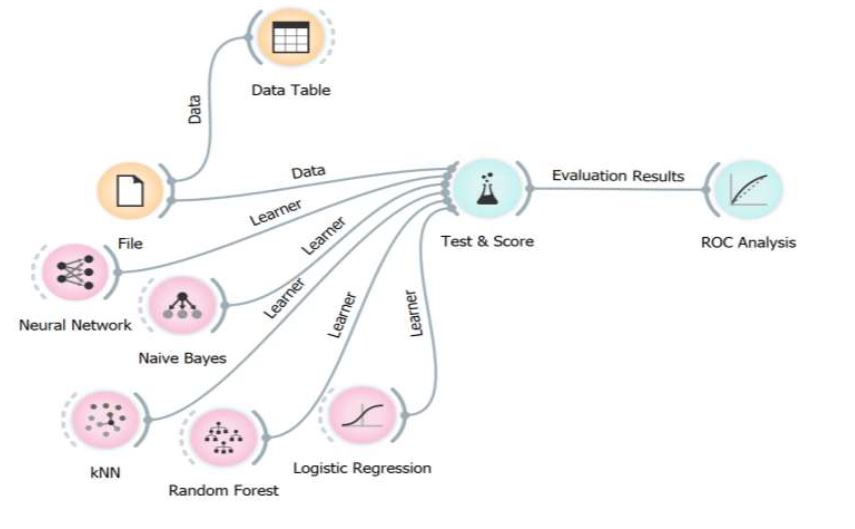 Data Table
Data
Data
Evaluation Results
Learner
File
Test & Score
ROC Analysis
Learner
Neural Network
Learner
Learner
Learner
Naive Bayes
kNN
Random Forest
Logistic Regression